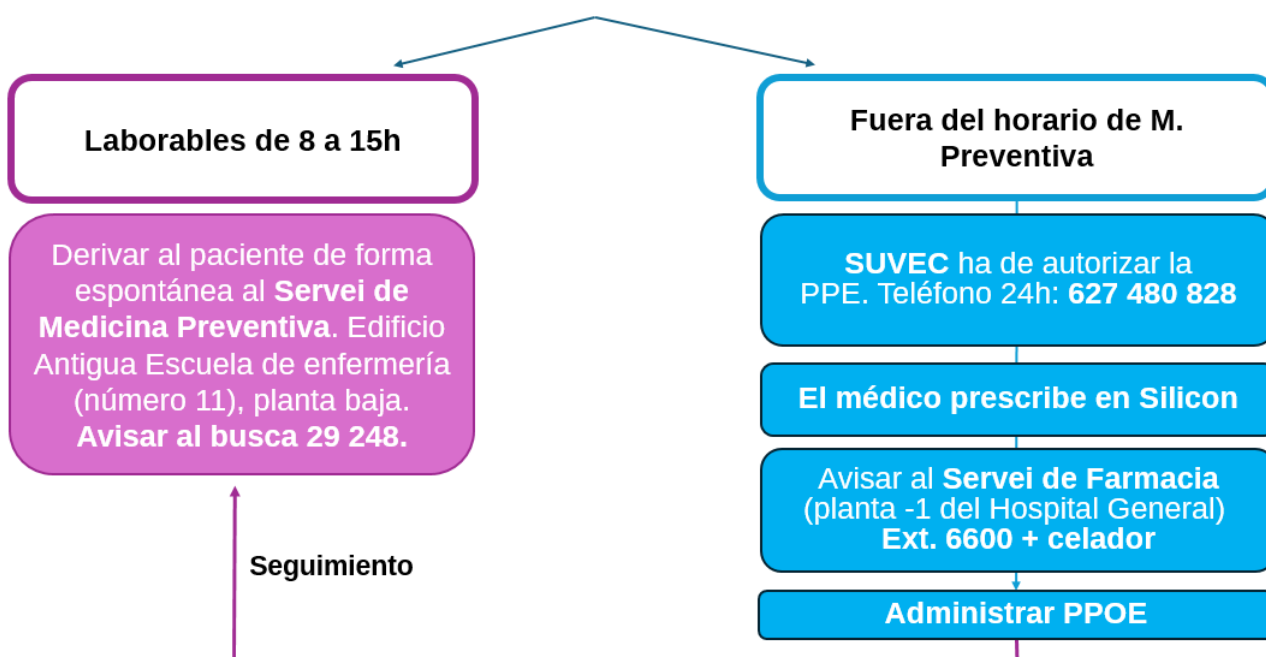 Laborables de 8 a 15h
Derivar al paciente de forma
espontánea al Servei de
Medicina Preventiva. Edificio
Antigua Escuela de enfermería
(número 11), planta baja.
Avisar al busca 29 248.
Seguimiento
Fuera del horario de M.
Preventiva
SUVEC ha de autorizar la
PPE. Teléfono 24h: 627 480 828
El médico prescribe en Silicon
Avisar al Servei de Farmacia
(planta -1 del Hospital General)
Ext. 6600 + celador
Administrar PPOE